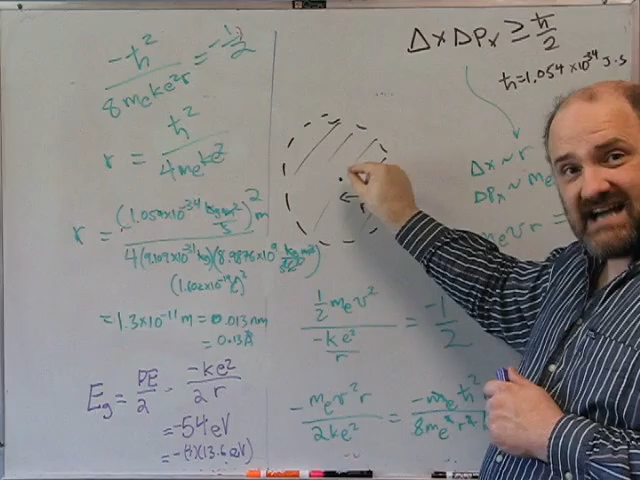 -ħ²/8mₑke²r = -1/2
r = ħ²/4mₑke²
r = (1.054×10⁻³⁴ kg m²/s)² m / 4(9.109×10⁻³¹ kg)(8.9876×10⁹ kg m³/s²C²)(1.602×10⁻¹⁹ C)²
= 1.3×10⁻¹¹ m = 0.013 nm
= 0.13 Å
E_g = PE/2 = -ke²/2r
= -54 eV
= -(4)(13.6 eV)
Δx Δpₓ ≥ ħ/2
ħ = 1.054×10⁻³⁴ J·s
Δx ~ r
Δpₓ ~ mₑ
r
½mₑv² / (-ke²/r) = -1/2
-mₑv²r/2ke² = -mₑħ²